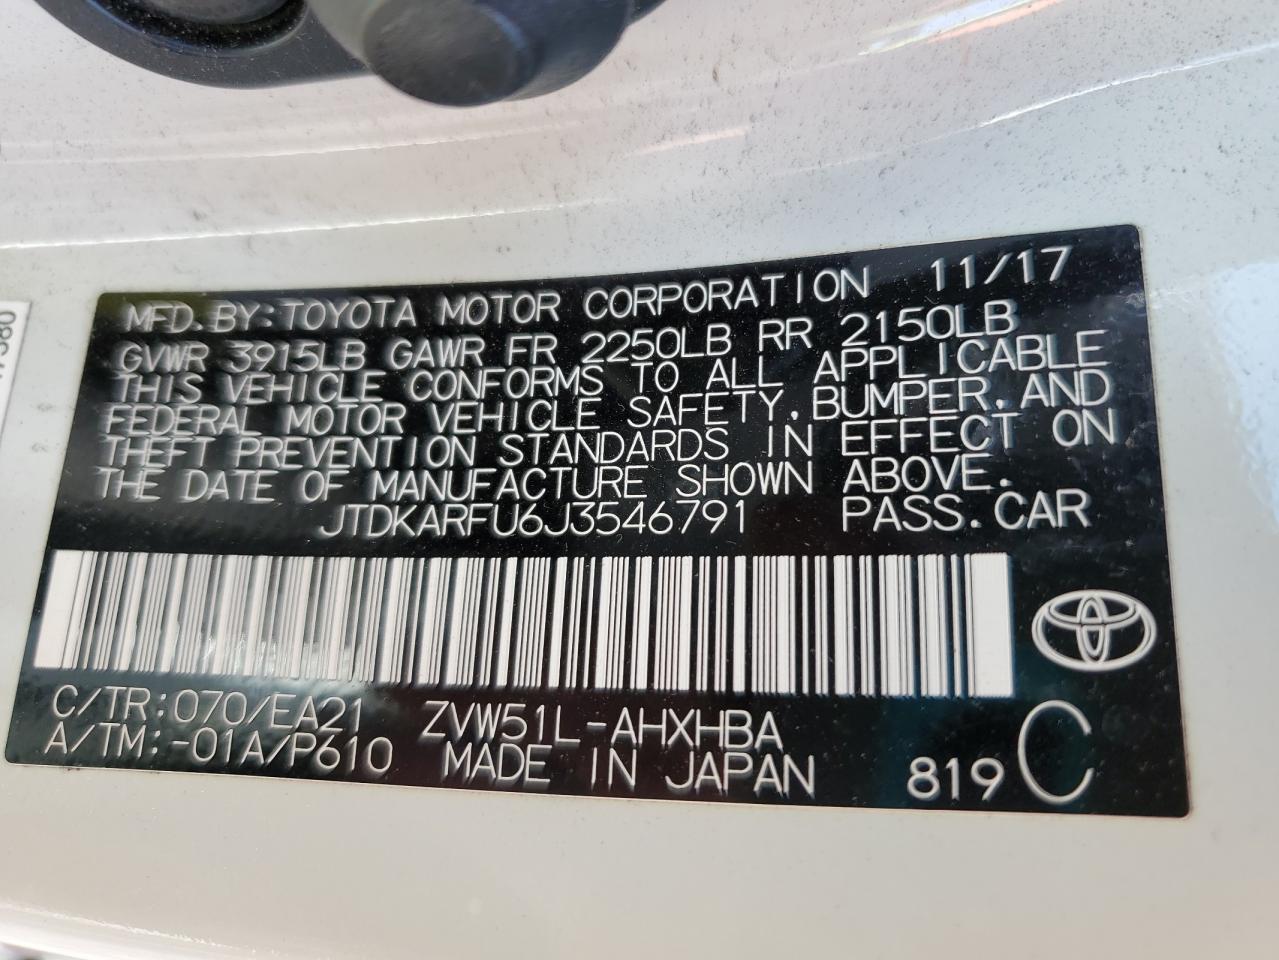 MFD.BY:TOYOTA MOTOR CORPORATION 11/17
GVWR 3915LB GAWR FR 2250LB RR 2150LB
THIS VEHICLE CONFORMS TO ALL APPLICABLE
FEDERAL MOTOR VEHICLE SAFETY,BUMPER,AND
THEFT PREVENTION STANDARDS IN EFFECT ON
THE DATE OF MANUFACTURE SHOWN ABOVE.
JTDKARFU6J3546791 PASS.CAR
C/TR:070/EA21 ZVW51L-AHXHBA
A/TM:-01A/P610 MADE IN JAPAN 819 C